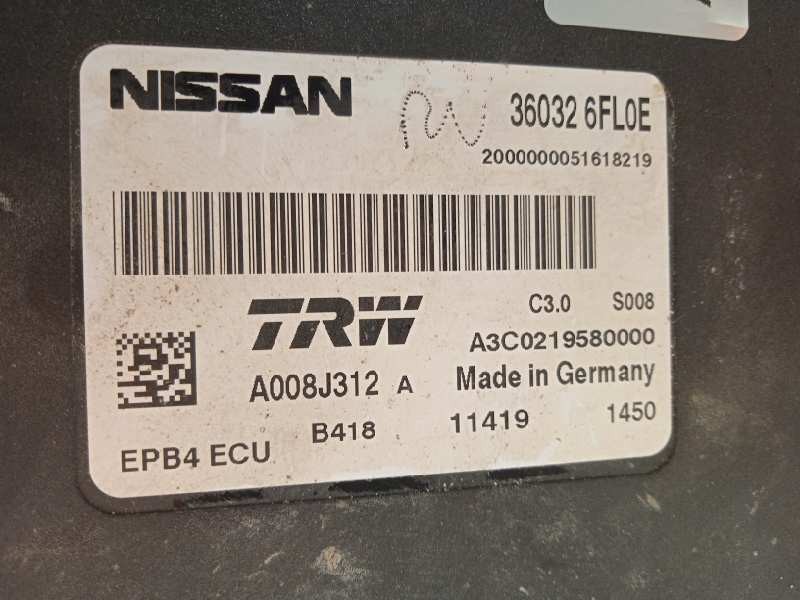 NISSAN
36032 6FL0E
2000000051618219
TRW
C3.0 S008
A3C0219580000
A008J312 A Made in Germany
B418 11419 1450
EPB4 ECU